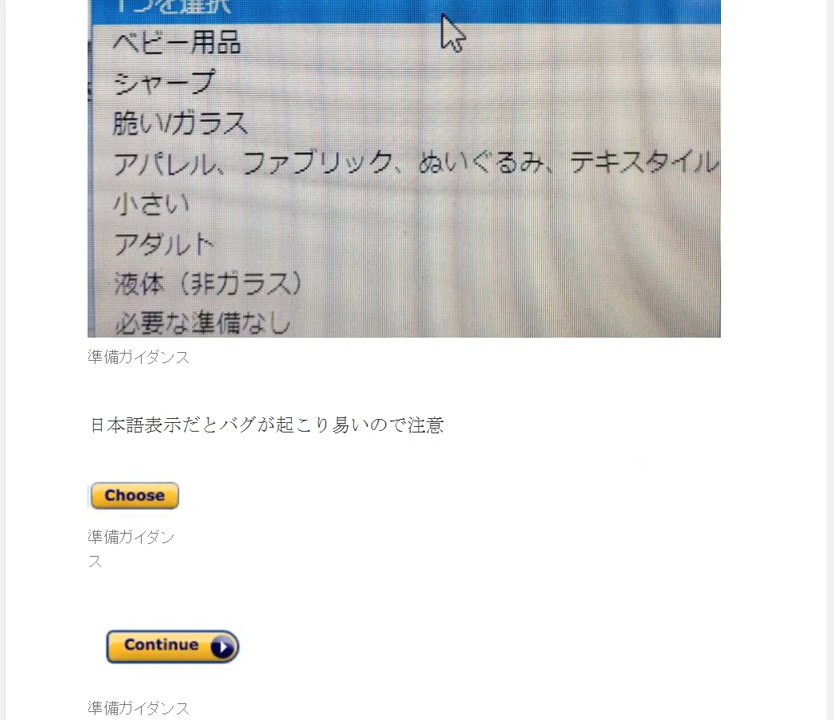 1つを選択
ベビー用品
シャープ
脆い/ガラス
アパレル、ファブリック、ぬいぐるみ、テキスタイル
小さい
アダルト
液体（非ガラス）
必要な準備なし
準備ガイダンス
日本語表示だとバグが起こり易いので注意
Choose
準備ガイダン
ス
Continue
準備ガイダンス